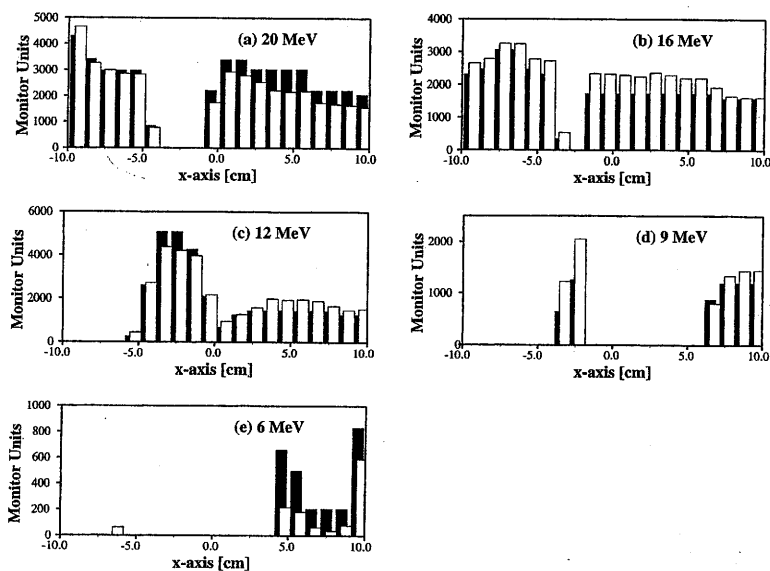 (a) 20 MeV
Monitor Units
5000
4000
3000
2000
1000
0
-10.0 -5.0 0.0 5.0 10.0
x-axis [cm]
(b) 16 MeV
Monitor Units
4000
3000
2000
1000
0
-10.0 -5.0 0.0 5.0 10.0
x-axis [cm]
(c) 12 MeV
Monitor Units
6000
4000
2000
0
-10.0 -5.0 0.0 5.0 10.0
x-axis [cm]
(d) 9 MeV
Monitor Units
2000
1000
0
-10.0 -5.0 0.0 5.0 10.0
x-axis [cm]
(e) 6 MeV
Monitor Units
1000
800
600
400
200
0
-10.0 -5.0 0.0 5.0 10.0
x-axis [cm]